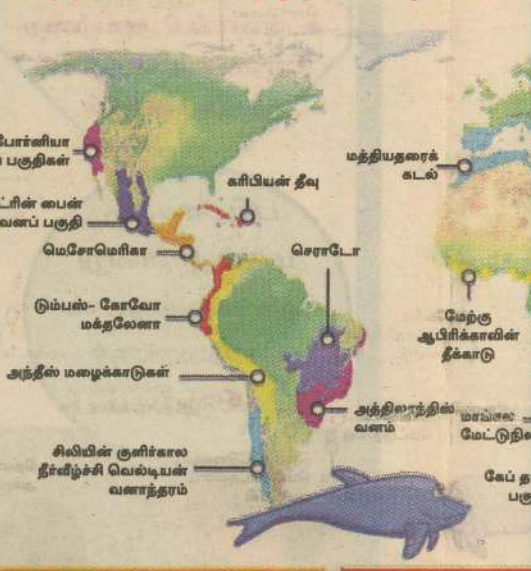 போர்னியா
பகுதிகள்
ட்ரின் பைன்
வனப் பகுதி
மெசோமெரிகா
கரிபியன் தீவு
செராடோ
டும்பஸ்- கோவோ
மக்தலேனா
அந்தீஸ் மழைக்காடுகள்
சிலியின் குளிர்கால
நீர்வீழ்ச்சி வெல்டியன்
வனாந்தரம்
அத்திலாந்திஸ்
வனம்
மத்தியதரைக்
கடல்
மேற்கு
ஆபிரிக்காவின்
தீக்காடு
மேட்டுநில
கேப் த
பகு